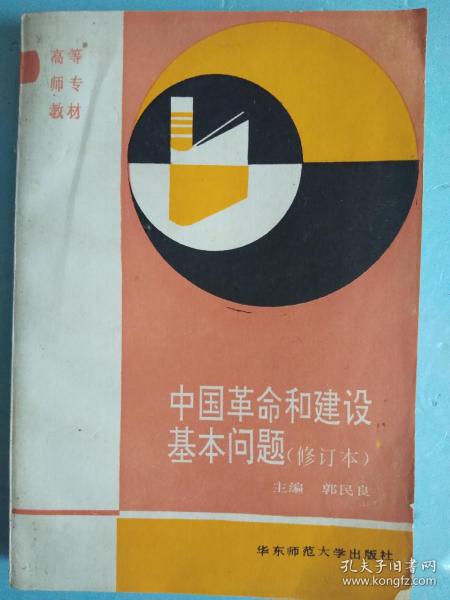 高等
师专
教材
中国革命和建设
基本问题(修订本)
主编 郭民良
华东师范大学出版社
孔夫子旧书网
www.kongfz.com